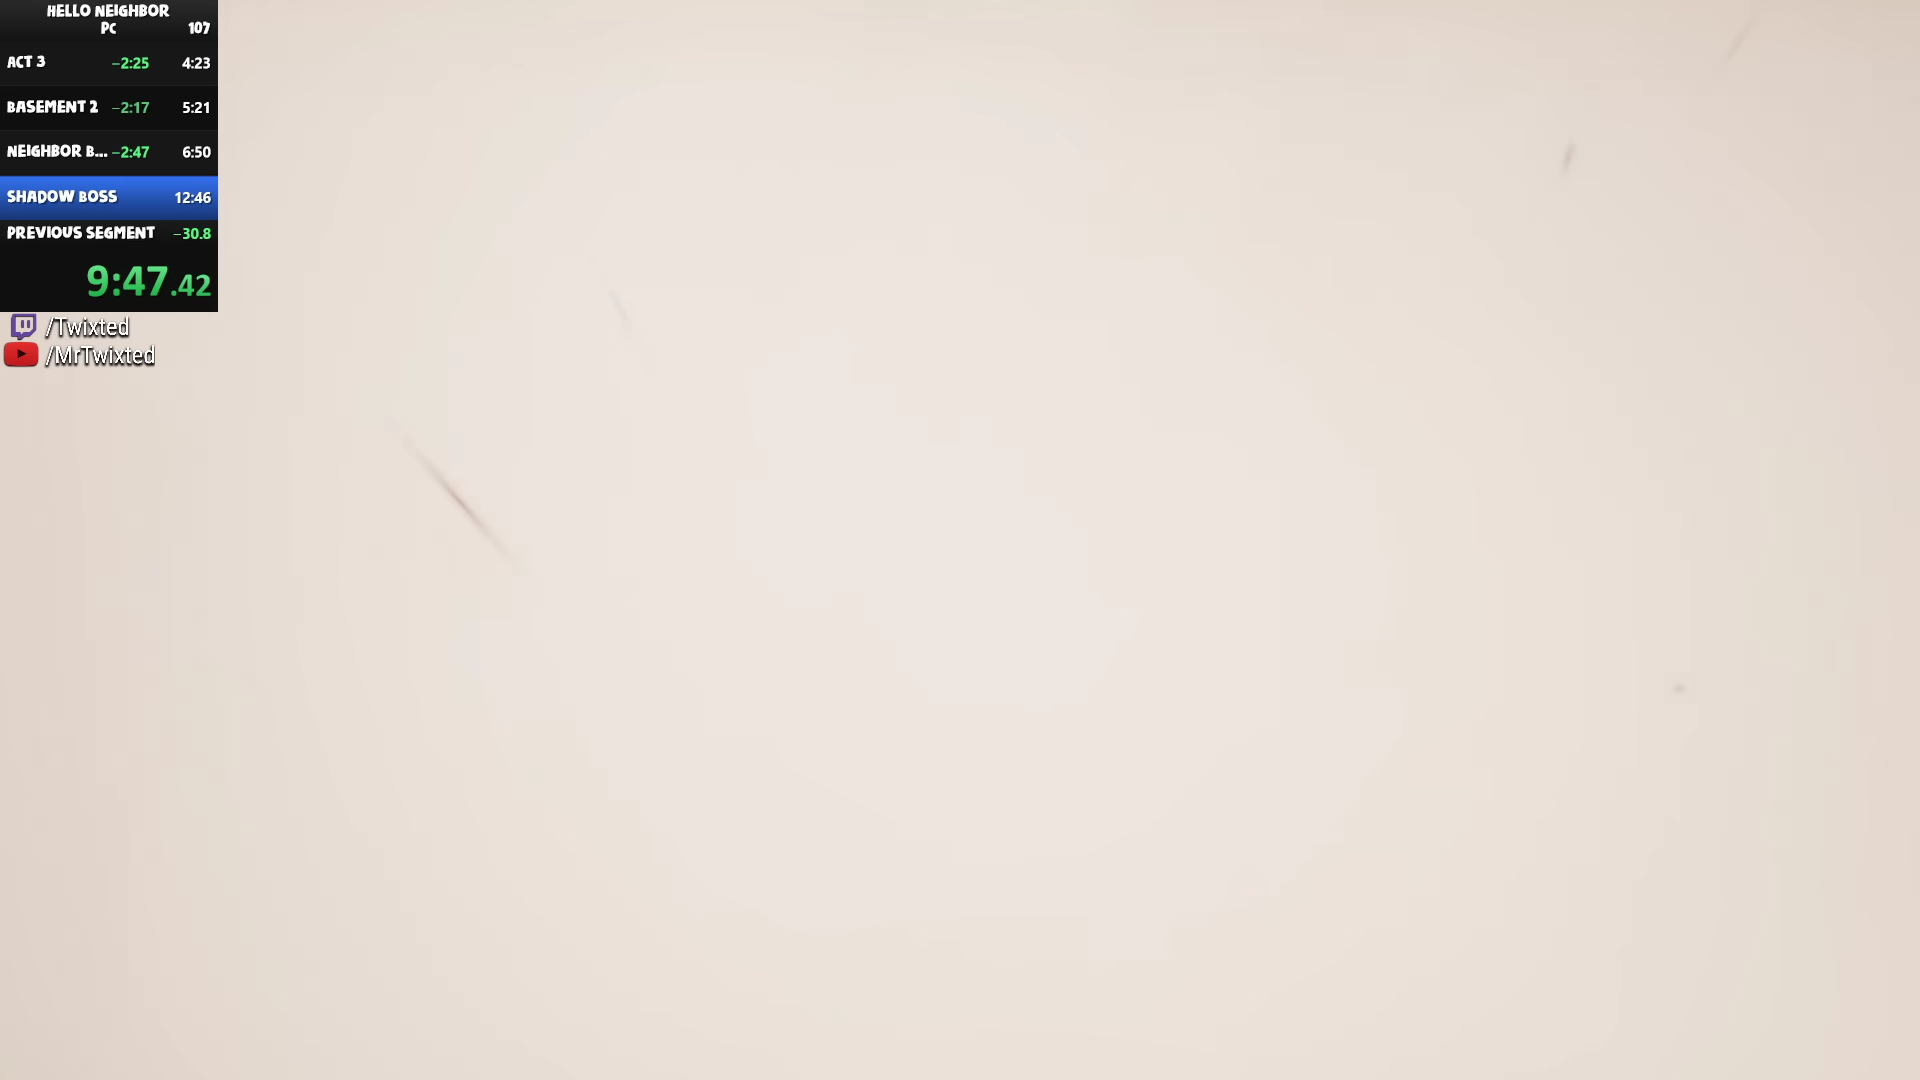 HELLO NEIGHBOR
PC 107
ACT 3 -2:25 4:23
BASEMENT 2 -2:17 5:21
NEIGHBOR B... -2:47 6:50
SHADOW BOSS 12:46
PREVIOUS SEGMENT -30.8
9:47.42
/Twixted
/MrTwixted